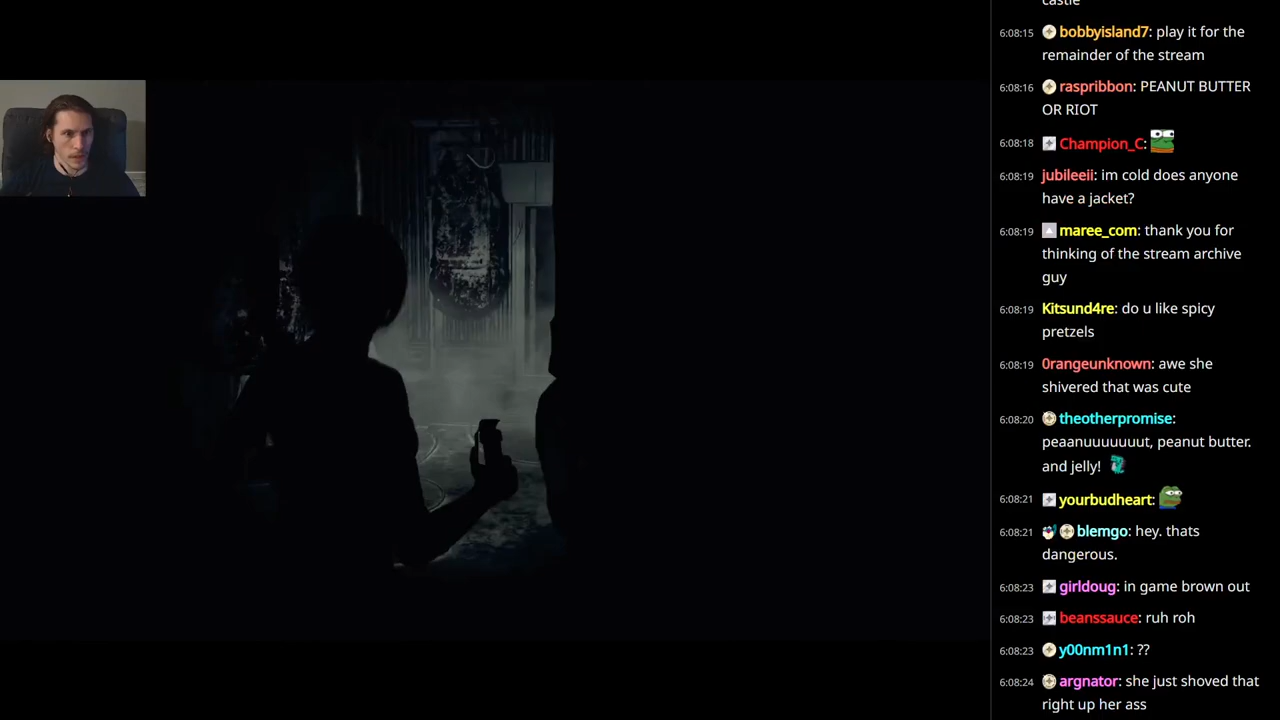 castle
6:08:15 bobbyisland7: play it for the
remainder of the stream
6:08:16 raspribbon: PEANUT BUTTER
OR RIOT
6:08:18 Champion_C:
6:08:19 jubileeii: im cold does anyone
have a jacket?
6:08:19 maree_com: thank you for
thinking of the stream archive
guy
6:08:19 Kitsund4re: do u like spicy
pretzels
6:08:19 0rangeunknown: awe she
shivered that was cute
6:08:20 theotherpromise:
peaanuuuuuut, peanut butter.
and jelly!
6:08:21 yourbudheart:
6:08:21 blemgo: hey. thats
dangerous.
6:08:23 girldoug: in game brown out
6:08:23 beanssauce: ruh roh
6:08:23 y00nm1n1: ??
6:08:24 argnator: she just shoved that
right up her ass